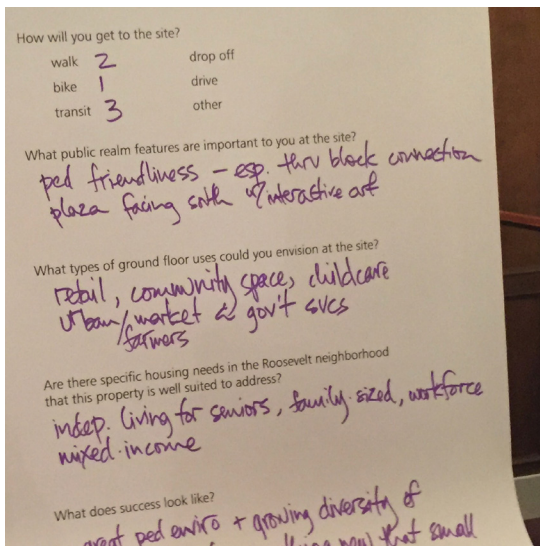 How will you get to the site?
walk 2 drop off
bike 1 drive
transit 3 other
What public realm features are important to you at the site?
ped friendliness - esp. thru block connection
plaza facing w/interactive art
What types of ground floor uses could you envision at the site?
retail, community space, childcare
urban/market & gov't svcs
farmers
Are there specific housing needs in the Roosevelt neighborhood
that this property is well suited to address?
indep. living for seniors, family-sized, workforce
mixed-income
What does success look like?
great ped enviro + growing diversity of
that small